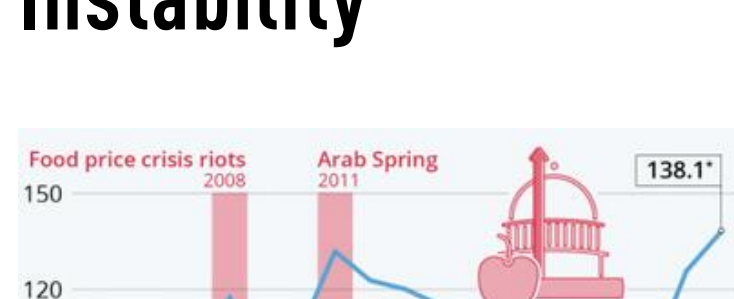 Instability
Food price crisis riots
2008
Arab Spring
2011
138.1*
150
120